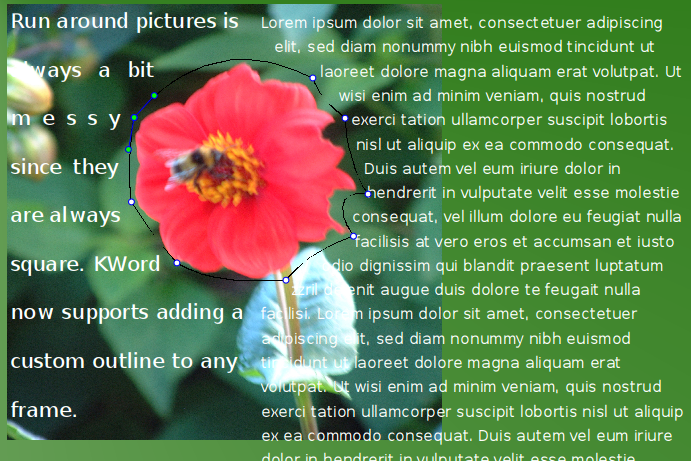 Run around pictures is
always a bit
messy
since they
are always
square. KWord
now supports adding a
custom outline to any
frame.
Lorem ipsum dolor sit amet, consectetuer adipiscing
elit, sed diam nonummy nibh euismod tincidunt ut
laoreet dolore magna aliquam erat volutpat. Ut
wisi enim ad minim veniam, quis nostrud
exerci tation ullamcorper suscipit lobortis
nisl ut aliquip ex ea commodo consequat.
Duis autem vel eum iriure dolor in
hendrerit in vulputate velit esse molestie
consequat, vel illum dolore eu feugiat nulla
facilisis at vero eros et accumsan et iusto
odio dignissim qui blandit praesent luptatum
zzril delenit augue duis dolore te feugait nulla
facilisi. Lorem ipsum dolor sit amet, consectetuer
adipiscing elit, sed diam nonummy nibh euismod
tincidunt ut laoreet dolore magna aliquam erat
volutpat. Ut wisi enim ad minim veniam, quis nostrud
exerci tation ullamcorper suscipit lobortis nisl ut aliquip
ex ea commodo consequat. Duis autem vel eum iriure
dolor in hendrerit in vulputate velit esse molestie